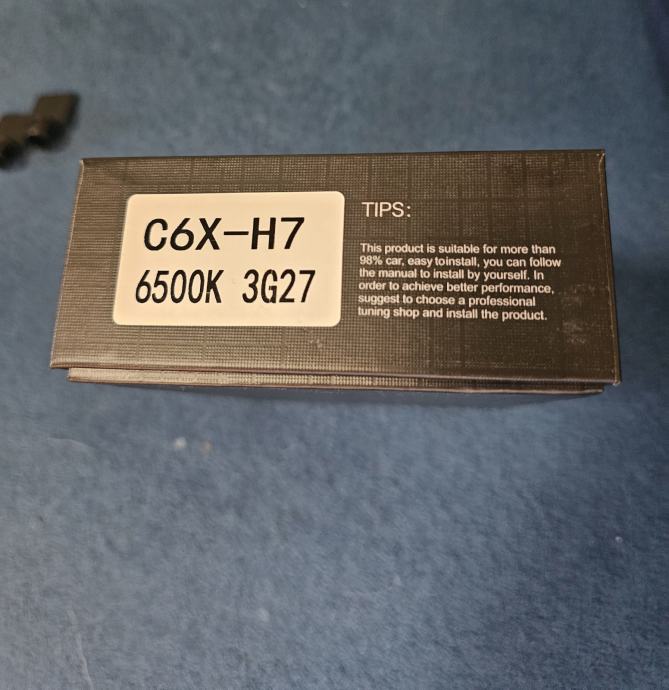 C6X-H7
6500K 3G27
TIPS:
This product is suitable for more than
98% car, easy toinstall, you can follow
the manual to install by yourself. In
order to achieve better performance,
suggest to choose a professional
tuning shop and install the product.